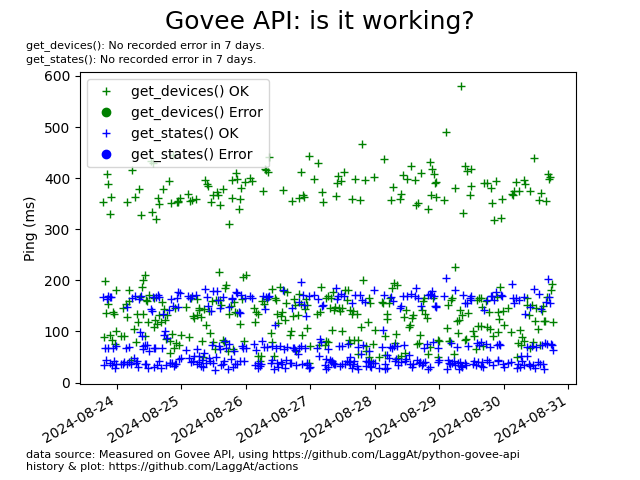 Govee API: is it working?
get_devices(): No recorded error in 7 days.
get_states(): No recorded error in 7 days.
get_devices() OK
get_devices() Error
get_states() OK
get_states() Error
Ping (ms)
600
500
400
300
200
100
0
2024-08-24
2024-08-25
2024-08-26
2024-08-27
2024-08-28
2024-08-29
2024-08-30
2024-08-31
data source: Measured on Govee API, using https://github.com/LaggAt/python-govee-api
history & plot: https://github.com/LaggAt/actions